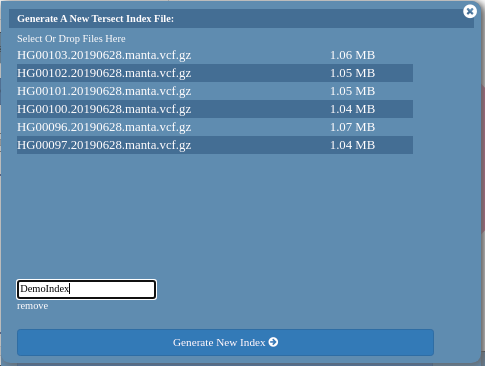 Generate A New Tersect Index File:
Select Or Drop Files Here
HG00103.20190628.manta.vcf.gz 1.06 MB
HG00102.20190628.manta.vcf.gz 1.05 MB
HG00101.20190628.manta.vcf.gz 1.05 MB
HG00100.20190628.manta.vcf.gz 1.04 MB
HG00096.20190628.manta.vcf.gz 1.07 MB
HG00097.20190628.manta.vcf.gz 1.04 MB
DemoIndex
remove
Generate New Index